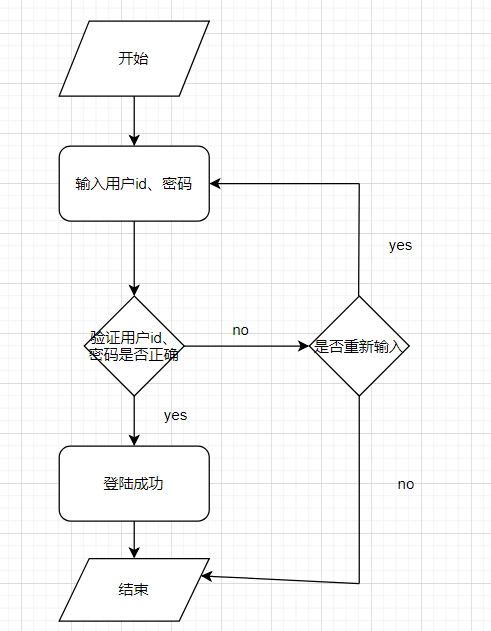 开始
输入用户id、密码
yes
no
验证用户id、
密码是否正确
是否重新输入
yes
登陆成功
no
结束